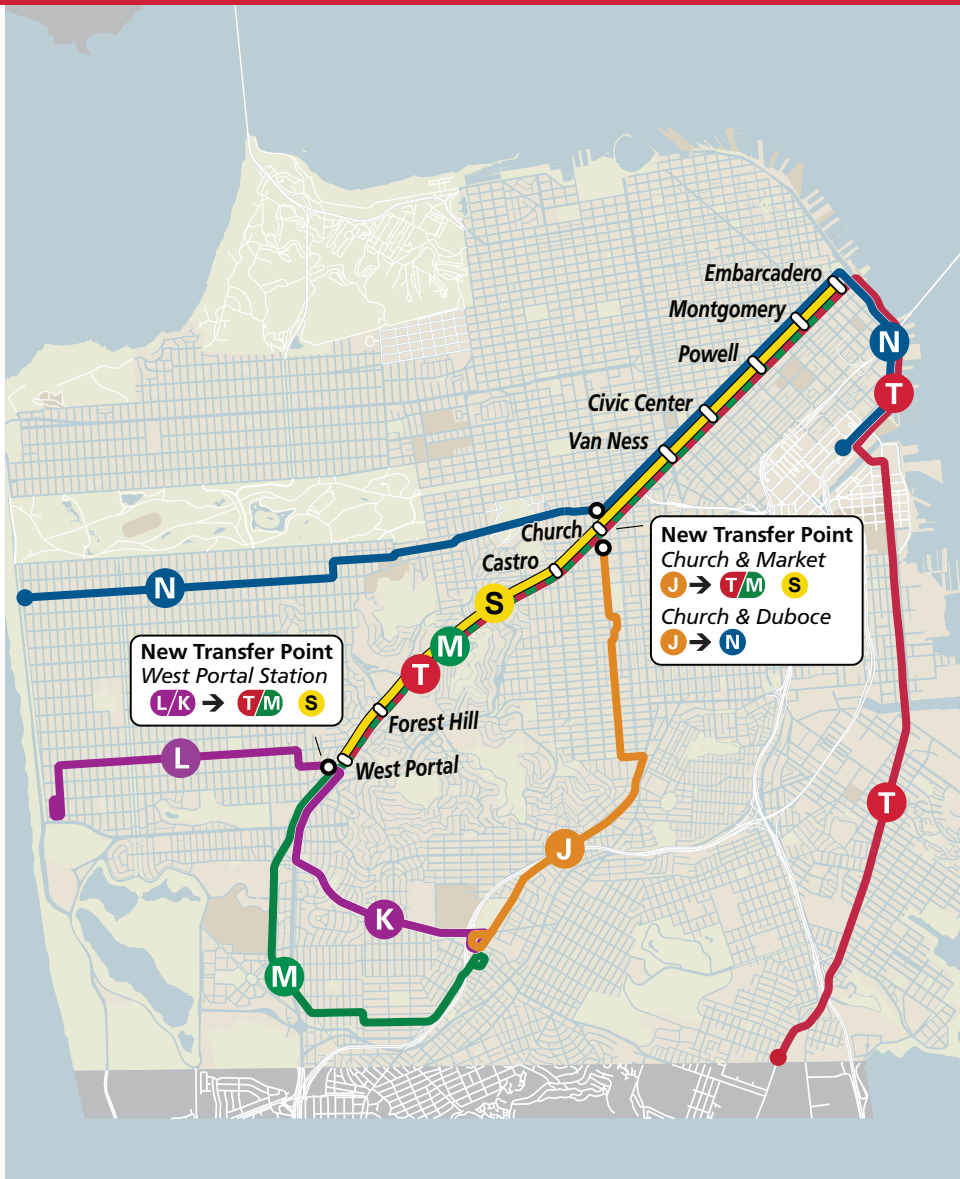 Embarcadero
Montgomery
N
Powell
T
Civic Center
Van Ness
Church
New Transfer Point
Church & Market
J → T/M S
Church & Duboce
J → N
Castro
N
S
M
T
New Transfer Point
West Portal Station
L/K → T/M S
Forest Hill
L
West Portal
T
J
K
M